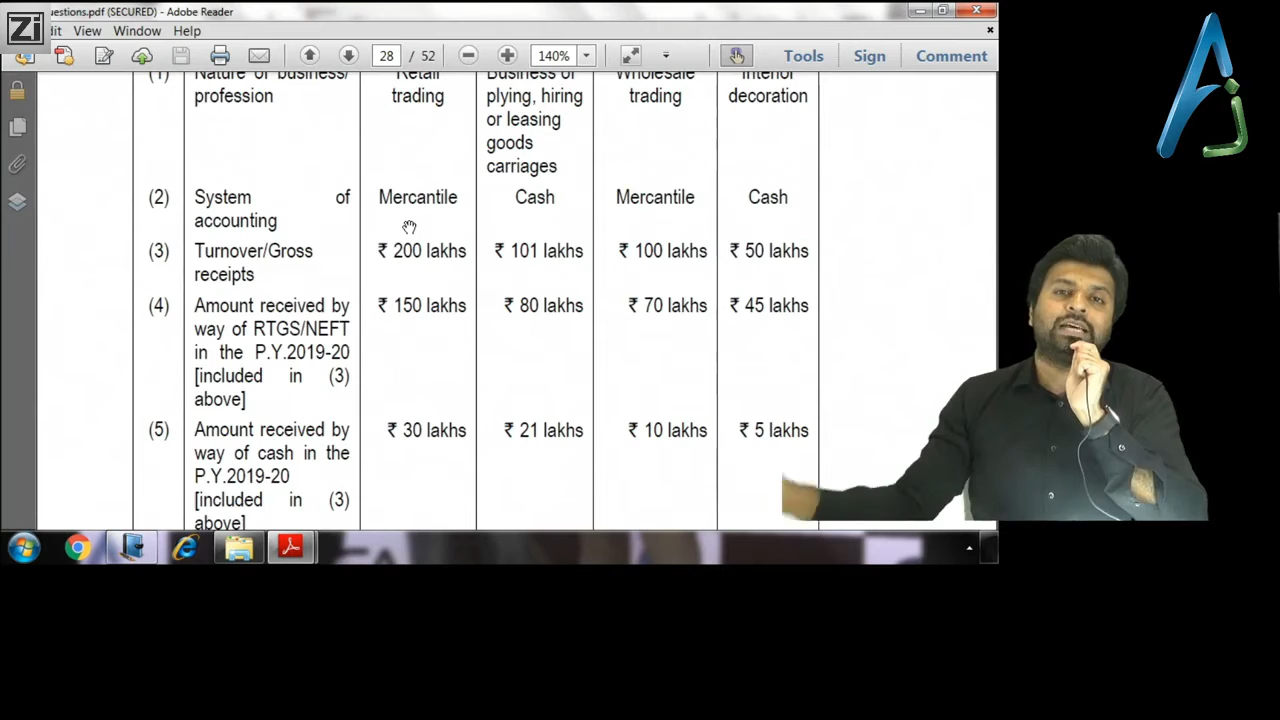 Zi
uestions.pdf (SECURED) - Adobe Reader
dit View Window Help
28 / 52
140%
Tools Sign Comment
(1) Nature of business/ profession
Retail trading
Business of plying, hiring or leasing goods carriages
Wholesale trading
Interior decoration
(2) System of accounting
Mercantile
Cash
Mercantile
Cash
(3) Turnover/Gross receipts
₹ 200 lakhs
₹ 101 lakhs
₹ 100 lakhs
₹ 50 lakhs
(4) Amount received by way of RTGS/NEFT in the P.Y.2019-20 [included in (3) above]
₹ 150 lakhs
₹ 80 lakhs
₹ 70 lakhs
₹ 45 lakhs
(5) Amount received by way of cash in the P.Y.2019-20 [included in (3) above]
₹ 30 lakhs
₹ 21 lakhs
₹ 10 lakhs
₹ 5 lakhs